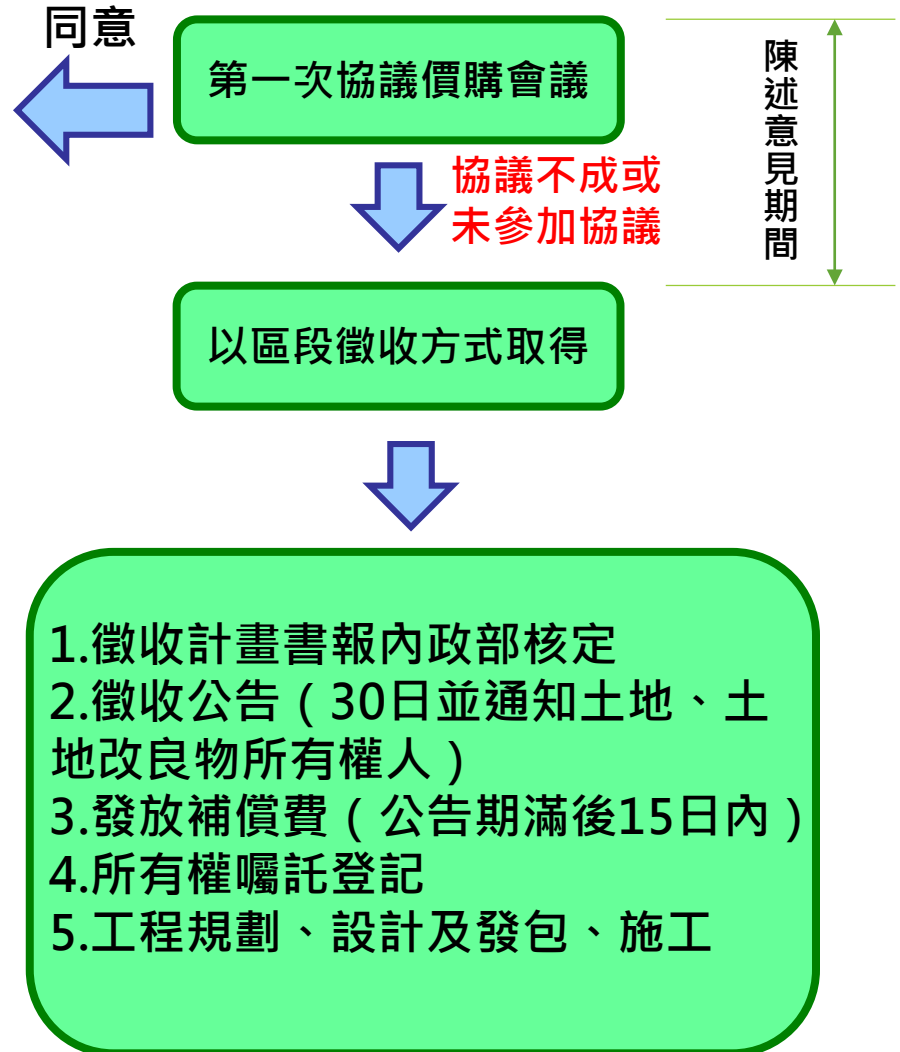 同意
第一次協議價購會議
陳述意見期間
協議不成或
未參加協議
以區段徵收方式取得
1.徵收計畫書報內政部核定
2.徵收公告（30日並通知土地、土
地改良物所有權人）
3.發放補償費（公告期滿後15日內）
4.所有權囑託登記
5.工程規劃、設計及發包、施工